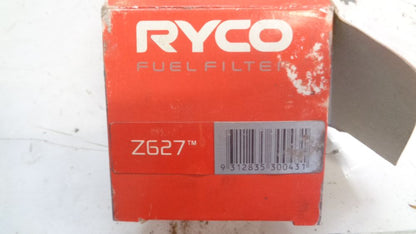 RYCO
FUEL FILTER
Z627™
9 312835 300431